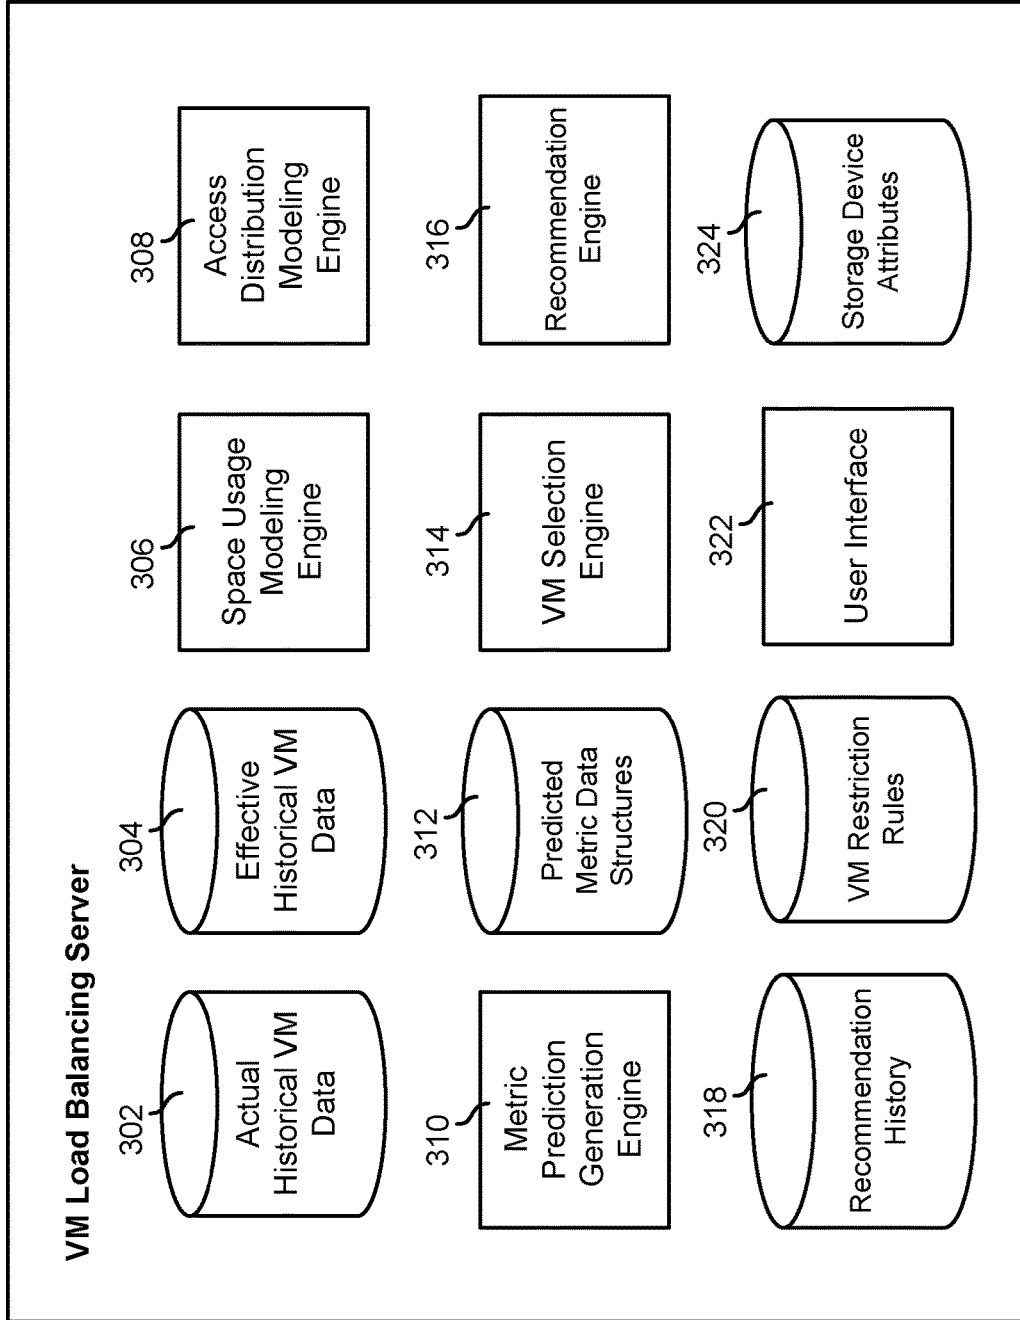 VM Load Balancing Server
302
Actual
Historical VM
Data
304
Effective
Historical VM
Data
306
Space Usage
Modeling
Engine
308
Access
Distribution
Modeling
Engine
310
Metric
Prediction
Generation
Engine
312
Predicted
Metric Data
Structures
314
VM Selection
Engine
316
Recommendation
Engine
318
Recommendation
History
320
VM Restriction
Rules
322
User Interface
324
Storage Device
Attributes